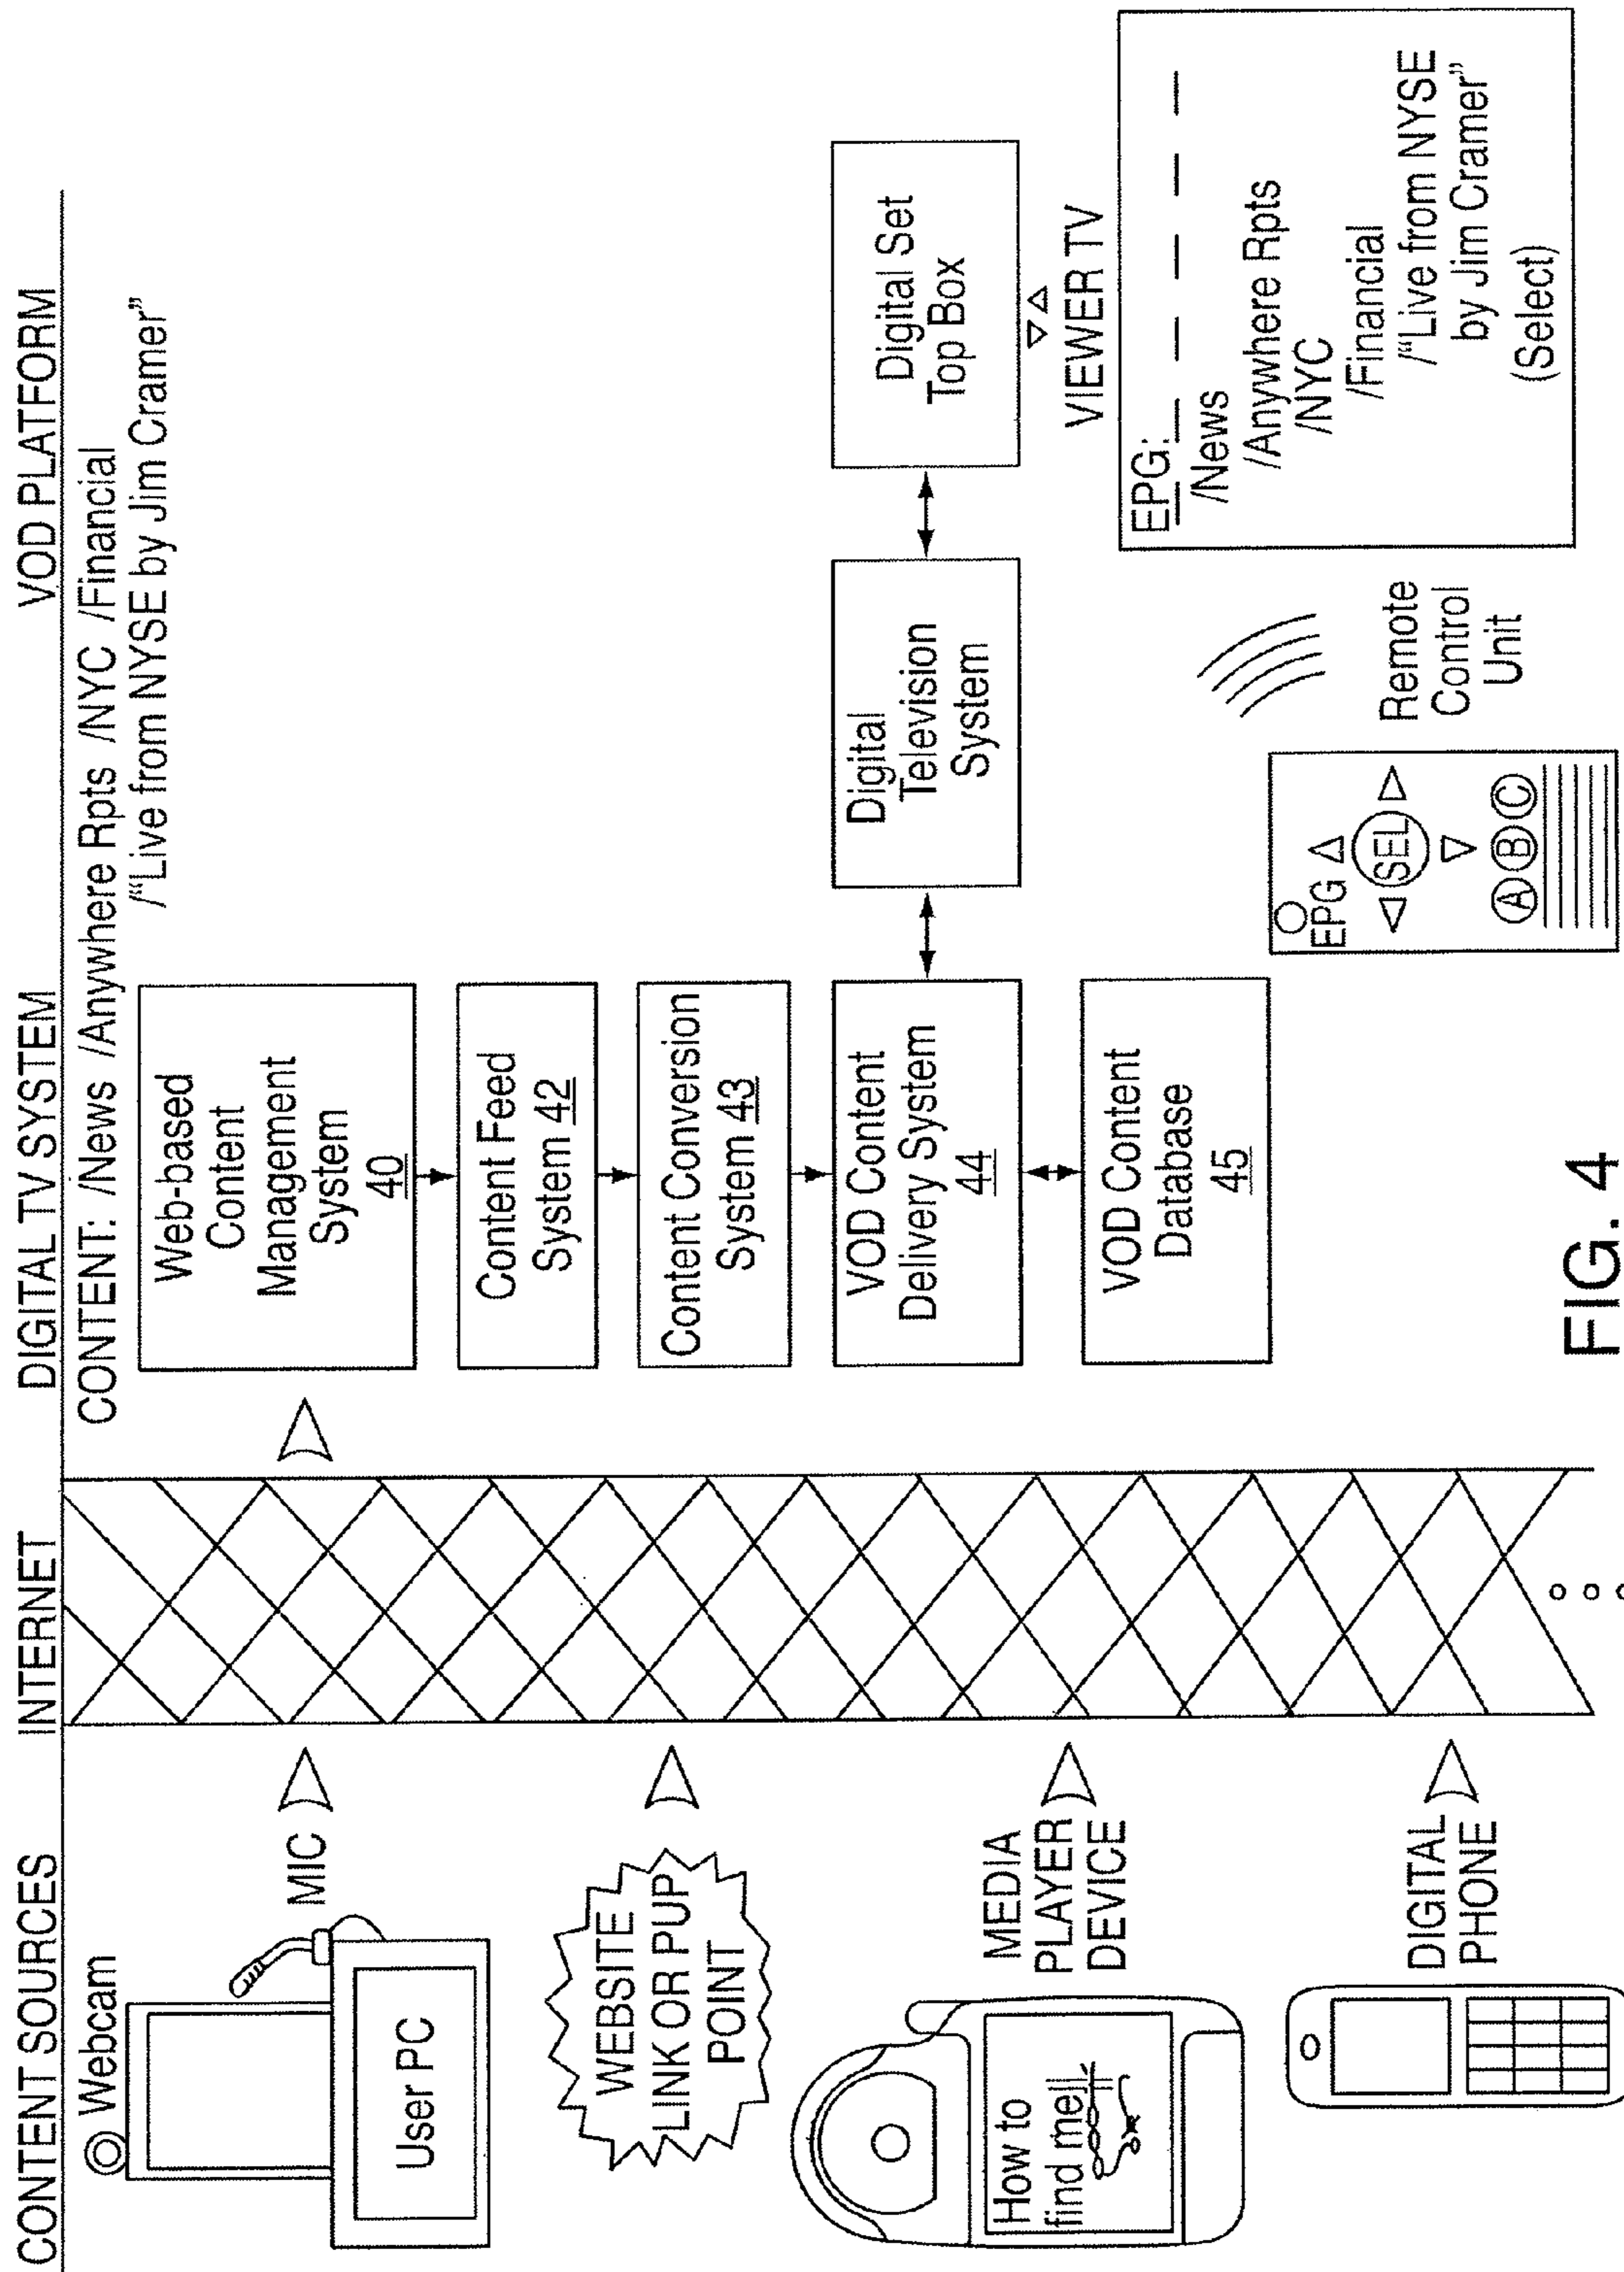 CONTENT SOURCES
INTERNET
DIGITAL TV SYSTEM
VOD PLATFORM
CONTENT: /News /Anywhere Rpts /NYC /Financial
/"Live from NYSE by Jim Cramer"
Webcam
MIC
User PC
WEBSITE
LINK OR PUP
POINT
MEDIA
PLAYER
DEVICE
How to
find me
DIGITAL
PHONE
Web-based
Content
Management
System
40
Content Feed
System 42
Content Conversion
System 43
VOD Content
Delivery System
44
VOD Content
Database
45
Digital
Television
System
Digital Set
Top Box
VIEWER TV
EPG:
/News
/Anywhere Rpts
/NYC
/Financial
/"Live from NYSE
by Jim Cramer"
(Select)
EPG
SEL
A B C
Remote
Control
Unit
FIG. 4